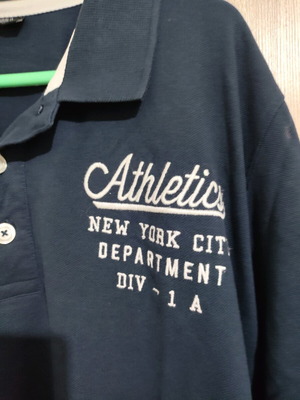 Athletics
NEW YORK CITY
DEPARTMENT
DIV - 1 A